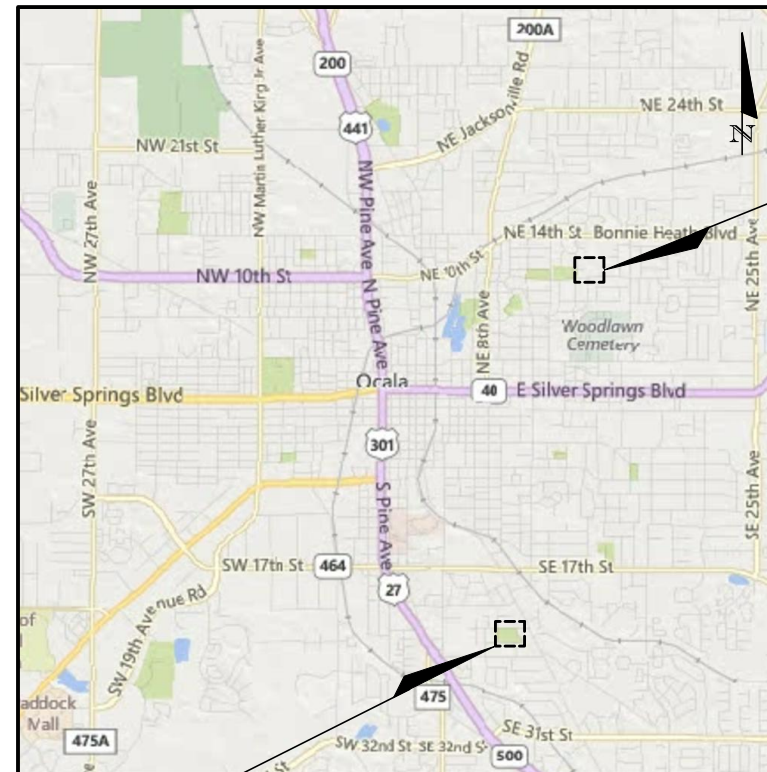 200A
200
NE 24th St
441
NE Jacksonville Rd
N
NW 21st St
NW Martin Luther King Jr Ave
NW 27th Ave
NW Pine Ave
NE 14th St Bonnie Heath Blvd
NE 25th Ave
NW 10th St
NE 10th St
N Pine Ave
NE 8th Ave
Woodlawn
Cemetery
Ocala
Silver Springs Blvd
40
E Silver Springs Blvd
301
SW 27th Ave
S Pine Ave
SE 25th Ave
SW 17th St
464
SE 17th St
27
SW 19th Avenue Rd
of
addock
Mall
475
475A
SW 32nd St
SE 32nd St
SE 31st St
500
St